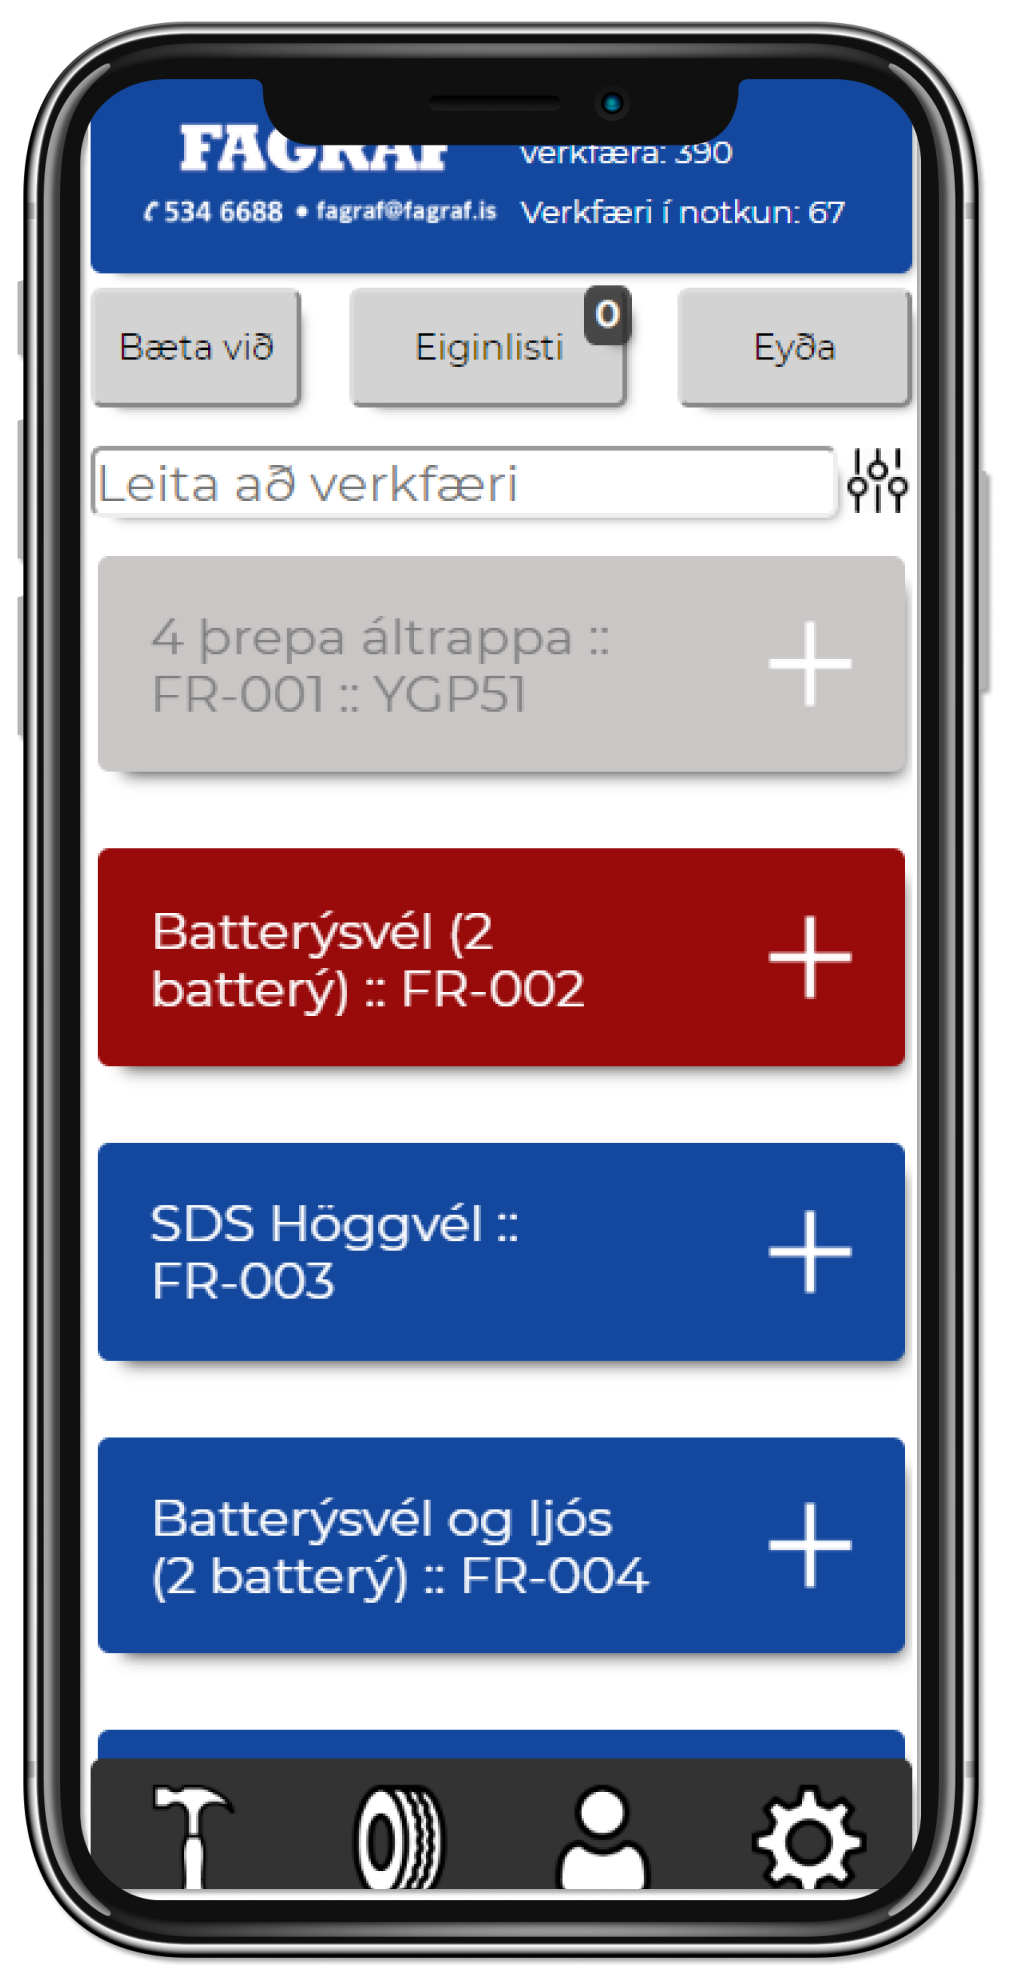 FAGRAF
verkfæra: 390
534 6688 • fagraf@fagraf.is
Verkfæri í notkun: 67
Bæta við
Eiginlisti
0
Eyða
Leita að verkfæri
4 þrepa áltrappa ::
FR-001 :: YGP51
Batterýsvél (2
batterý) :: FR-002
SDS Höggvél ::
FR-003
Batterýsvél og ljós
(2 batterý) :: FR-004